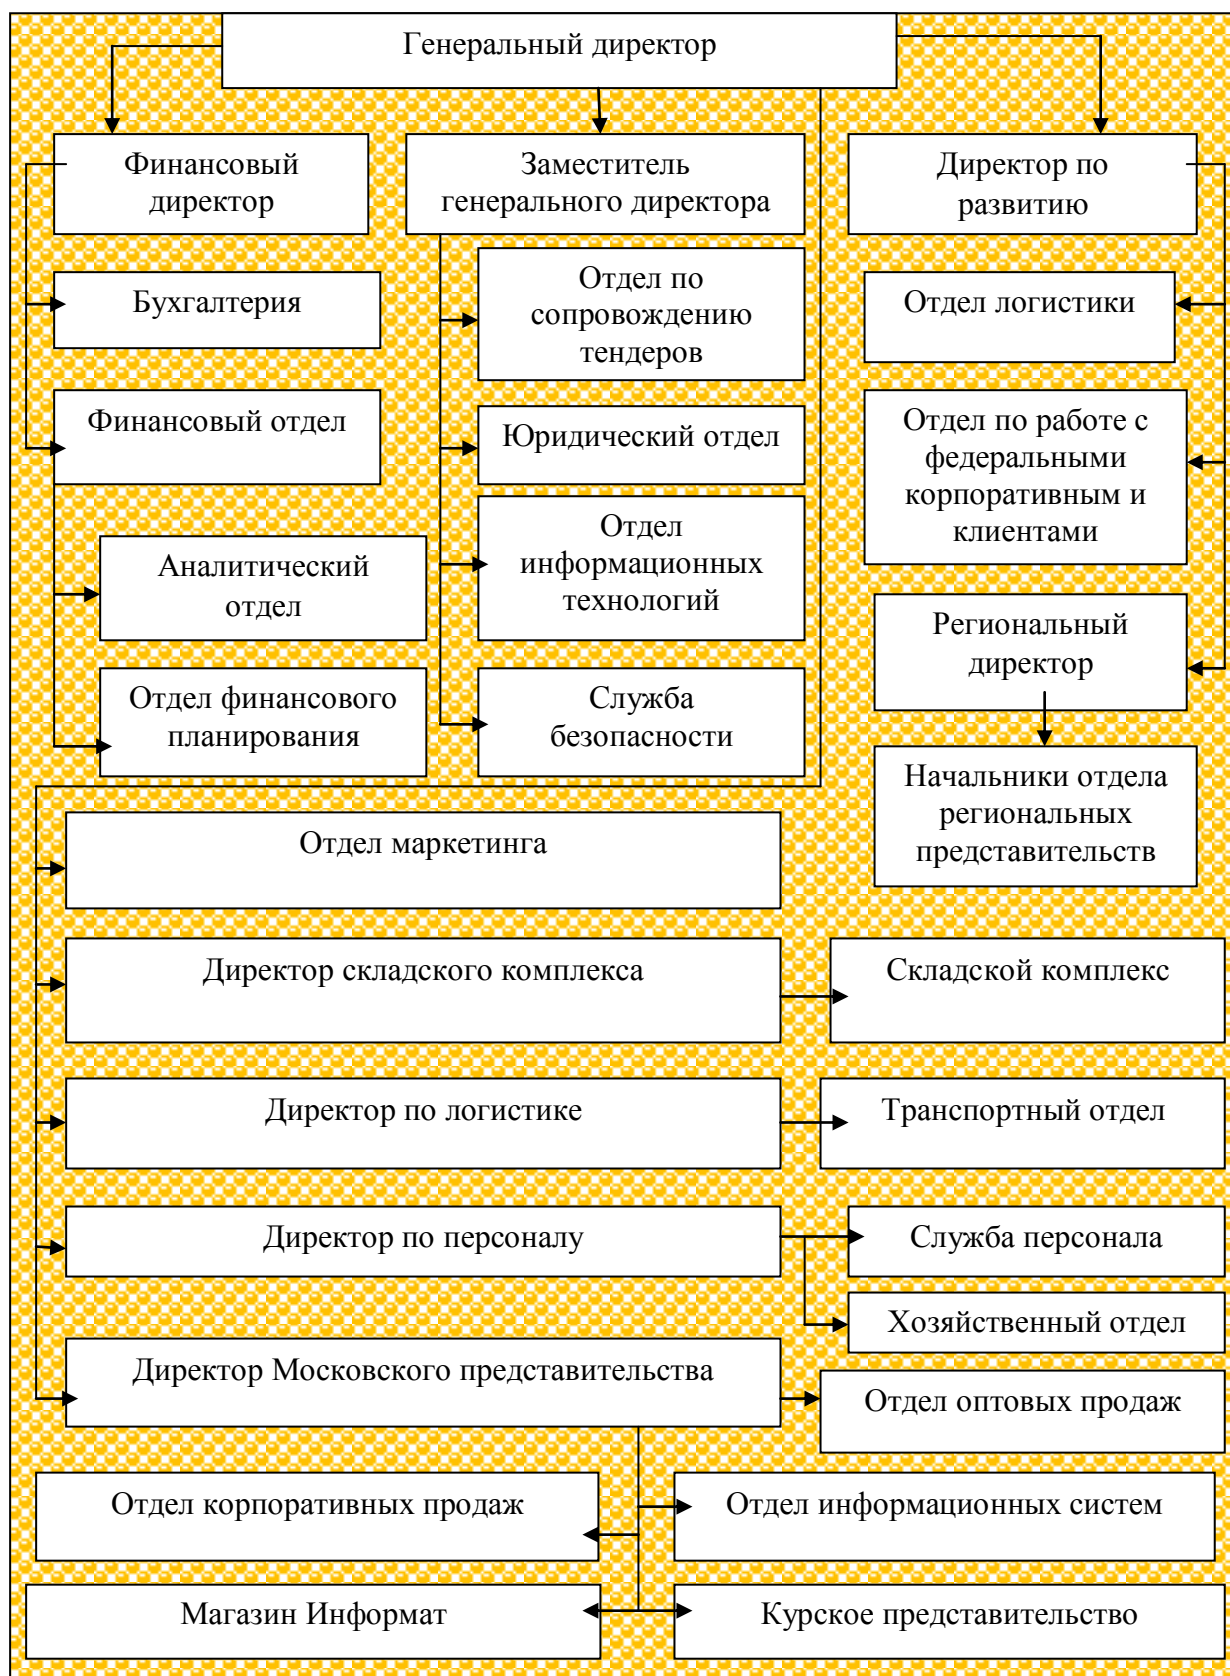 Генеральный директор
Финансовый
директор
Заместитель
генерального директора
Директор по
развитию
Бухгалтерия
Отдел по
сопровождению
тендеров
Отдел логистики
Финансовый отдел
Юридический отдел
Отдел по работе с
федеральными
корпоративным и
клиентами
Аналитический
отдел
Отдел
информационных
технологий
Региональный
директор
Отдел финансового
планирования
Служба
безопасности
Начальники отдела
региональных
представительств
Отдел маркетинга
Директор складского комплекса
Складской комплекс
Директор по логистике
Транспортный отдел
Директор по персоналу
Служба персонала
Хозяйственный отдел
Директор Московского представительства
Отдел оптовых продаж
Отдел корпоративных продаж
Отдел информационных систем
Магазин Информат
Курское представительство